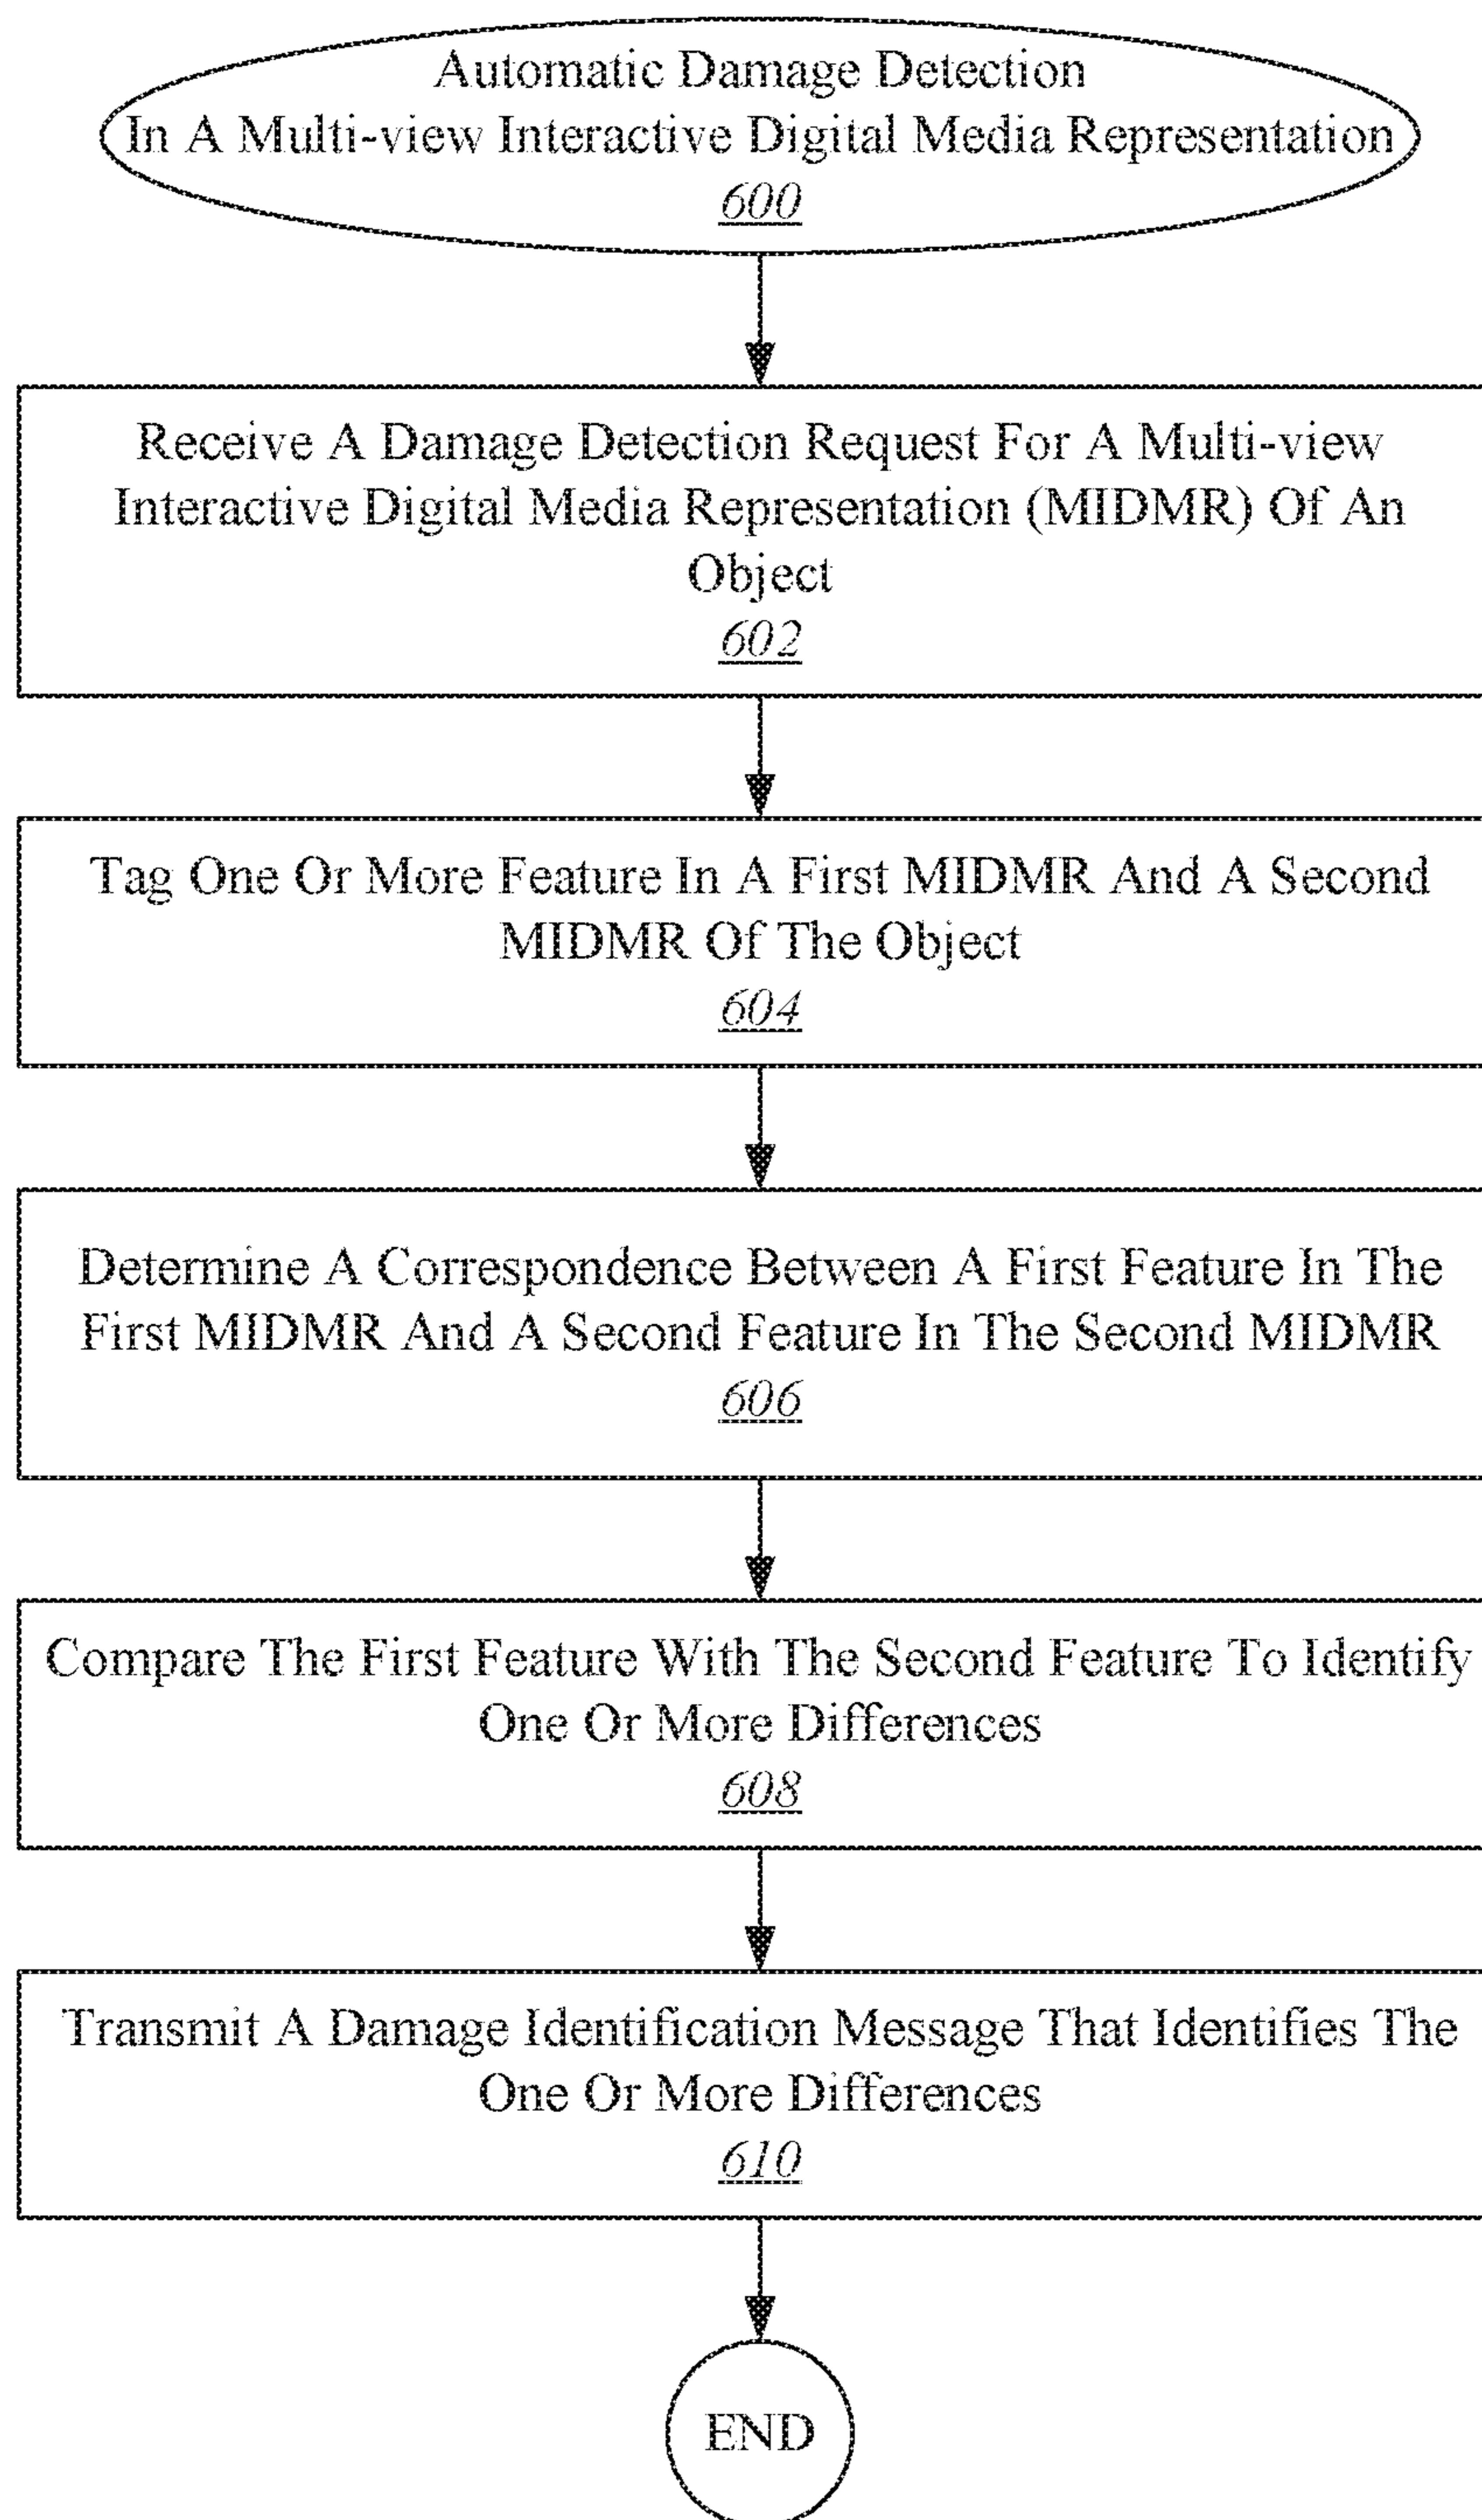 Automatic Damage Detection
In A Multi-view Interactive Digital Media Representation
600
Receive A Damage Detection Request For A Multi-view
Interactive Digital Media Representation (MIDMR) Of An
Object
602
Tag One Or More Feature In A First MIDMR And A Second
MIDMR Of The Object
604
Determine A Correspondence Between A First Feature In The
First MIDMR And A Second Feature In The Second MIDMR
606
Compare The First Feature With The Second Feature To Identify
One Or More Differences
608
Transmit A Damage Identification Message That Identifies The
One Or More Differences
610
END